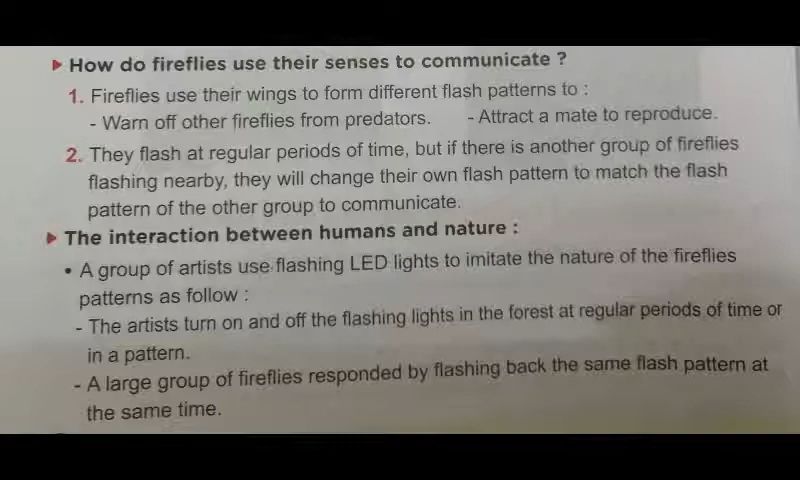 ▶ How do fireflies use their senses to communicate ?
1. Fireflies use their wings to form different flash patterns to :
- Warn off other fireflies from predators. - Attract a mate to reproduce.
2. They flash at regular periods of time, but if there is another group of fireflies
flashing nearby, they will change their own flash pattern to match the flash
pattern of the other group to communicate.
▶ The interaction between humans and nature :
• A group of artists use flashing LED lights to imitate the nature of the fireflies
patterns as follow :
- The artists turn on and off the flashing lights in the forest at regular periods of time or
in a pattern.
- A large group of fireflies responded by flashing back the same flash pattern at
the same time.